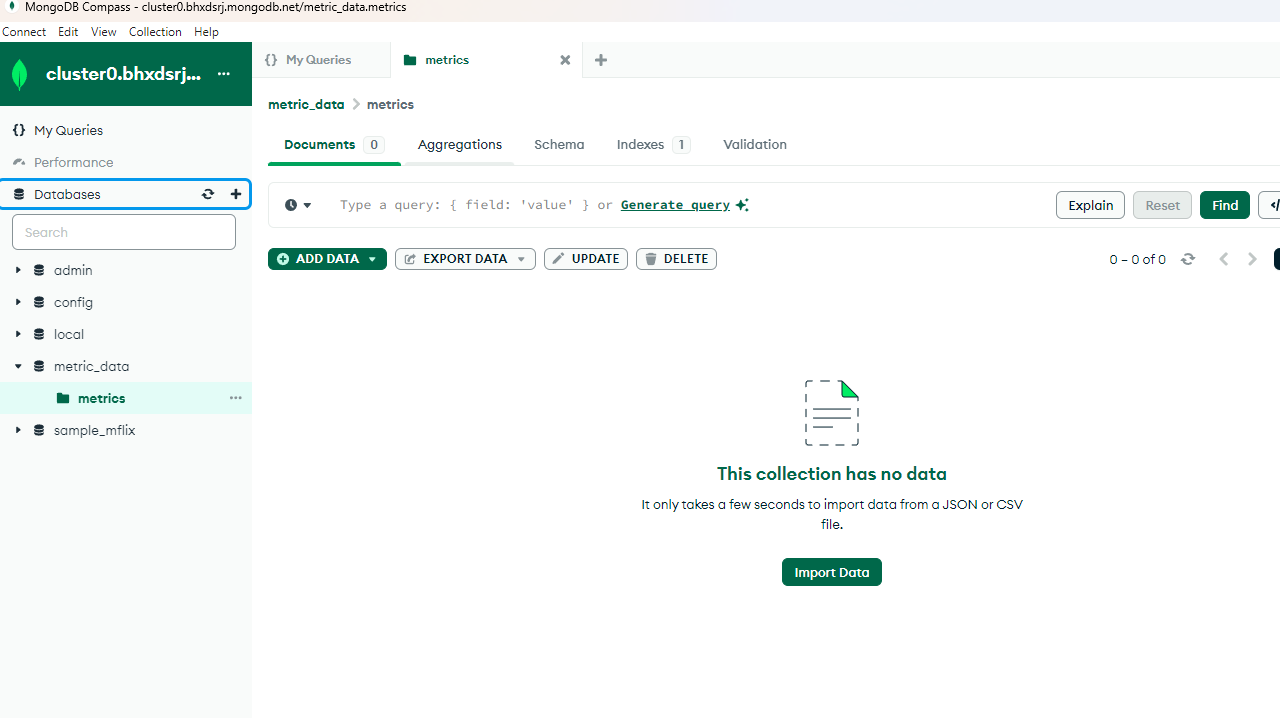 MongoDB Compass - cluster0.bhxdsrj.mongodb.net/metric_data.metrics
Connect Edit View Collection Help
cluster0.bhxdsrj...
My Queries
Performance
Databases
Search
admin
config
local
metric_data
metrics
sample_mflix
{} My Queries
metrics
metric_data > metrics
Documents 0 Aggregations Schema Indexes 1 Validation
Type a query: { field: 'value' } or Generate query
Explain Reset Find
ADD DATA EXPORT DATA UPDATE DELETE
0 – 0 of 0
This collection has no data
It only takes a few seconds to import data from a JSON or CSV
file.
Import Data